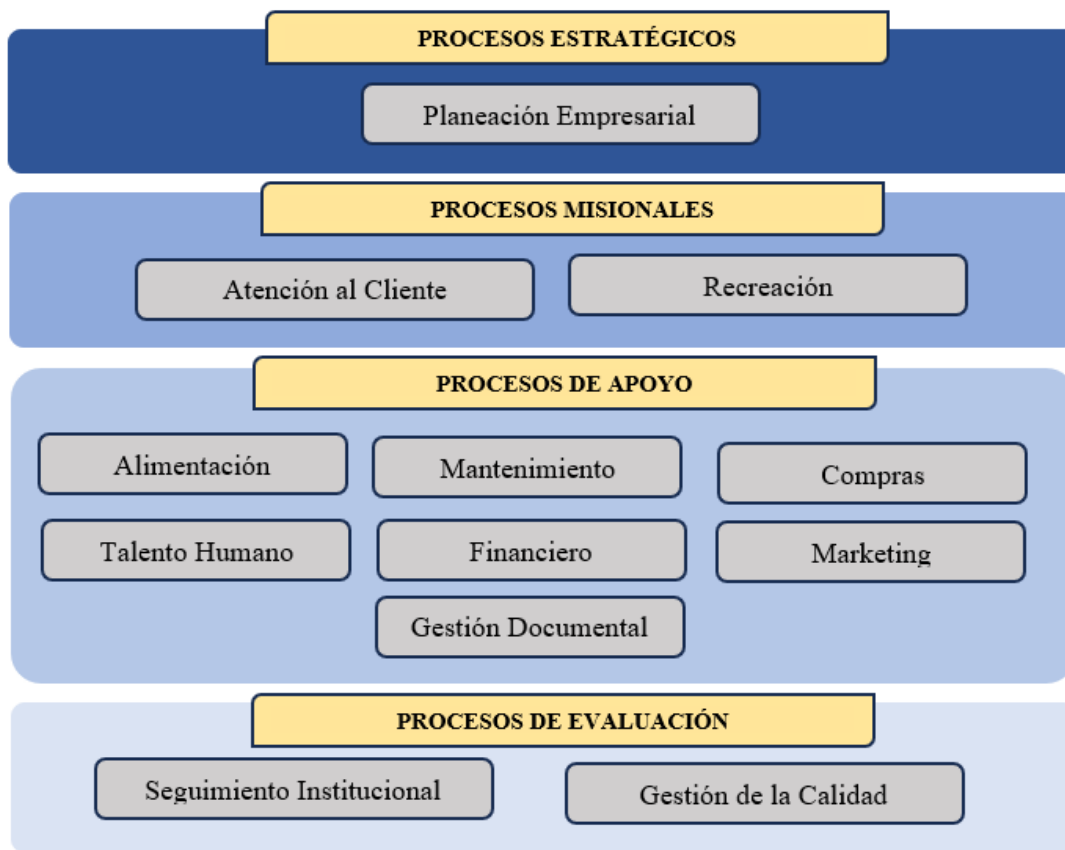 PROCESOS ESTRATÉGICOS
Planeación Empresarial
PROCESOS MISIONALES
Atención al Cliente
Recreación
PROCESOS DE APOYO
Alimentación
Mantenimiento
Compras
Talento Humano
Financiero
Marketing
Gestión Documental
PROCESOS DE EVALUACIÓN
Seguimiento Institucional
Gestión de la Calidad